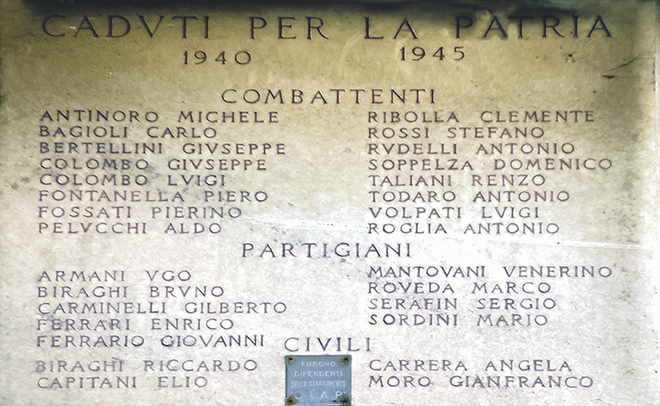 CADVTI PER LA PATRIA
1940 1945
COMBATTENTI
ANTINORO MICHELE
BAGIOLI CARLO
BERTELLINI GIVSEPPE
COLOMBO GIVSEPPE
COLOMBO LVIGI
FONTANELLA PIERO
FOSSATI PIERINO
PELVCCHI ALDO
RIBOLLA CLEMENTE
ROSSI STEFANO
RVDELLI ANTONIO
SOPPELZA DOMENICO
TALIANI RENZO
TODARO ANTONIO
VOLPATI LVIGI
ROGLIA ANTONIO
PARTIGIANI
ARMANI VGO
BIRAGHI BRVNO
CARMINELLI GILBERTO
FERRARI ENRICO
FERRARIO GIOVANNI
MANTOVANI VENERINO
ROVEDA MARCO
SERAFIN SERGIO
SORDINI MARIO
CIVILI
BIRAGHI RICCARDO
CAPITANI ELIO
CARRERA ANGELA
MORO GIANFRANCO
FURONO
DIPENDENTI
DELLO STABILIMENTO